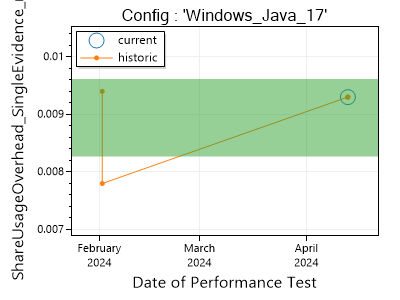 Config : 'Windows_Java_17'
current
historic
ShareUsageOverhead_SingleEvidence_
0.01
0.009
0.008
0.007
February
2024
March
2024
April
2024
Date of Performance Test